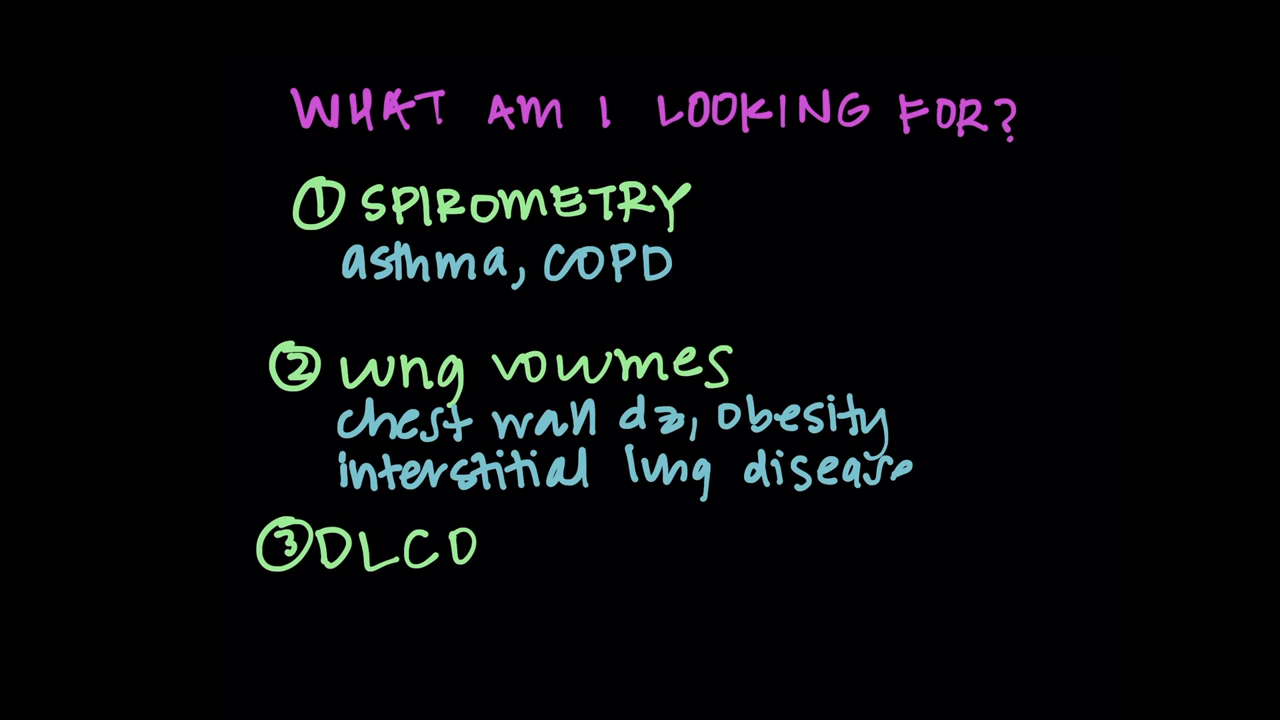 WHAT AM I LOOKING FOR?
① SPIROMETRY
asthma, COPD
② lung volumes
chest wall dz, obesity
interstitial lung disease
③ DLCO